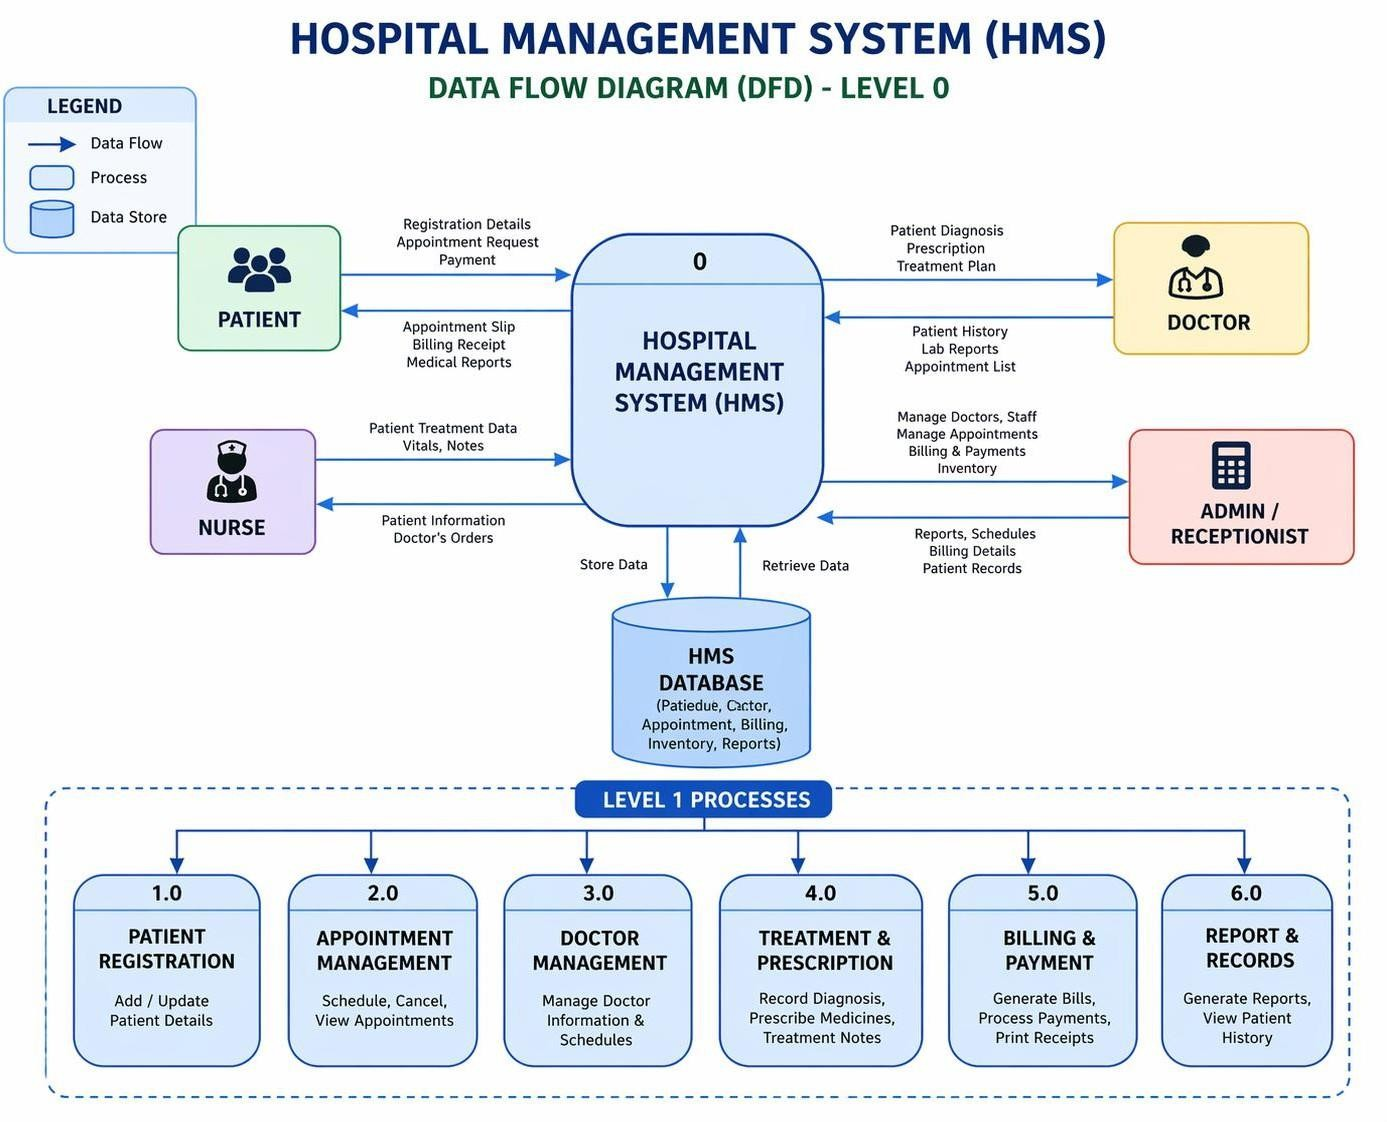 HOSPITAL MANAGEMENT SYSTEM (HMS)
DATA FLOW DIAGRAM (DFD) - LEVEL 0
LEGEND
Data Flow
Process
Data Store
PATIENT
Registration Details
Appointment Request
Payment
Appointment Slip
Billing Receipt
Medical Reports
NURSE
Patient Treatment Data
Vitals, Notes
Patient Information
Doctor's Orders
0
HOSPITAL
MANAGEMENT
SYSTEM (HMS)
Patient Diagnosis
Prescription
Treatment Plan
Patient History
Lab Reports
Appointment List
DOCTOR
Manage Doctors, Staff
Manage Appointments
Billing & Payments
Inventory
Reports, Schedules
Billing Details
Patient Records
ADMIN /
RECEPTIONIST
Store Data
Retrieve Data
HMS
DATABASE
(Patiedue,
Appointment, Billing,
Inventory, Reports)
LEVEL 1 PROCESSES
1.0
PATIENT
REGISTRATION
Add / Update
Patient Details
2.0
APPOINTMENT
MANAGEMENT
Schedule, Cancel,
View Appointments
3.0
DOCTOR
MANAGEMENT
Manage Doctor
Information &
Schedules
4.0
TREATMENT &
PRESCRIPTION
Record Diagnosis,
Prescribe Medicines,
Treatment Notes
5.0
BILLING &
PAYMENT
Generate Bills,
Process Payments,
Print Receipts
6.0
REPORT &
RECORDS
Generate Reports,
View Patient
History